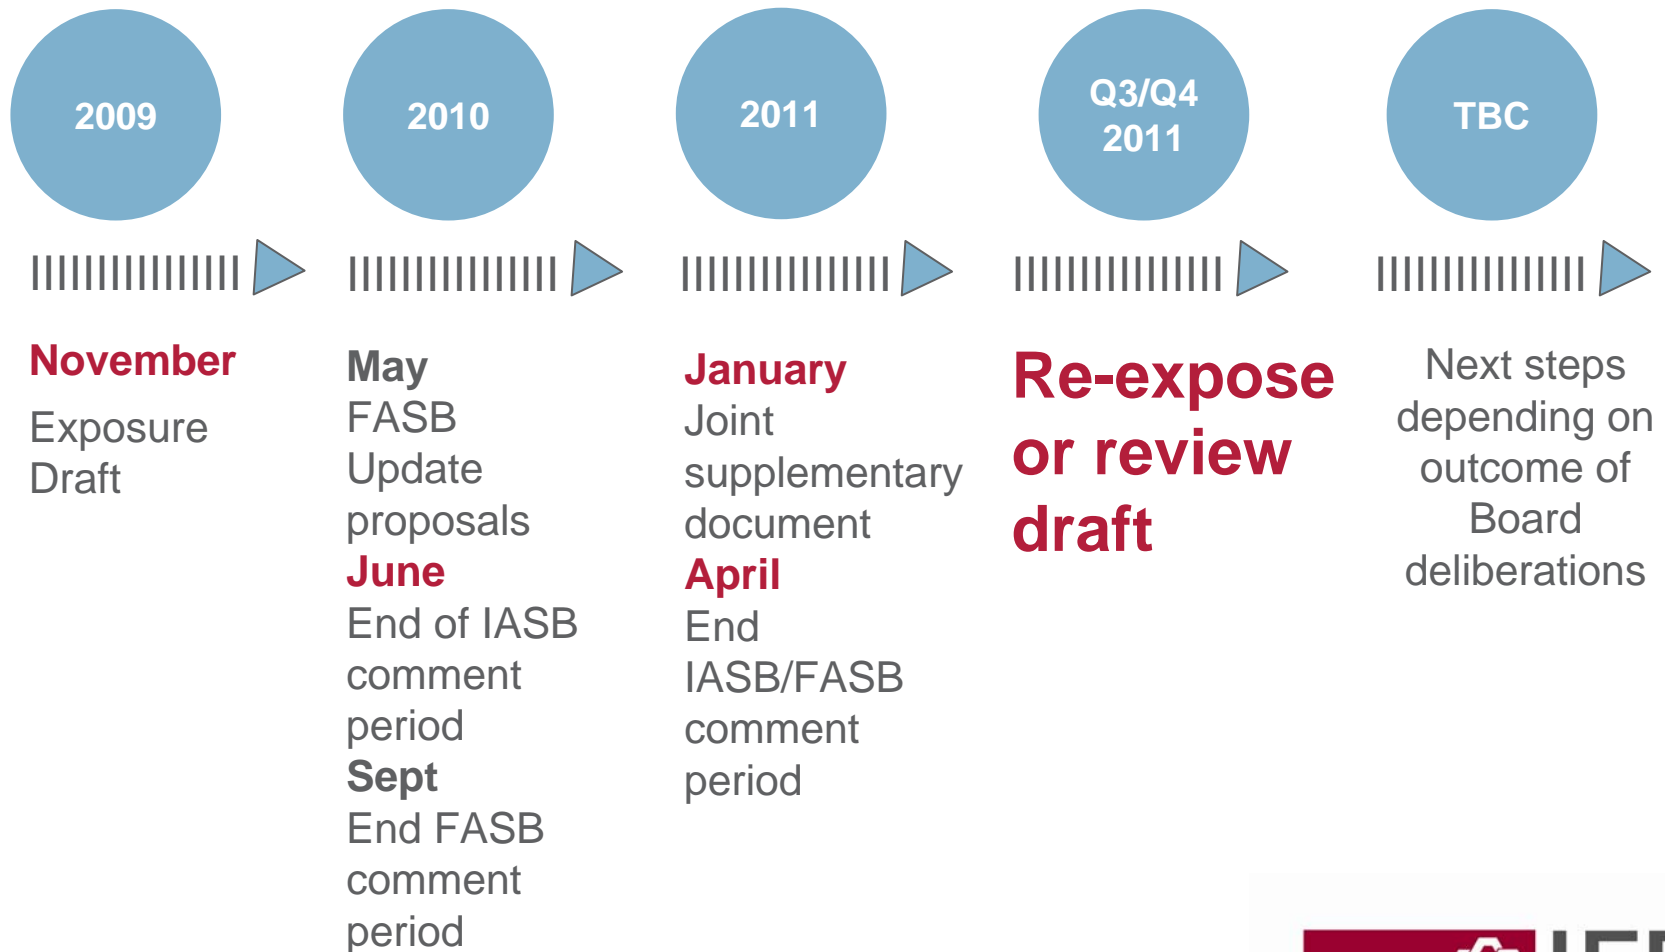 2009
2010
2011
Q3/Q4
2011
TBC
November
Exposure
Draft
May
FASB
Update
proposals
June
End of IASB
comment
period
Sept
End FASB
comment
period
January
Joint
supplementary
document
April
End
IASB/FASB
comment
period
Re-expose
or review
draft
Next steps
depending on
outcome of
Board
deliberations